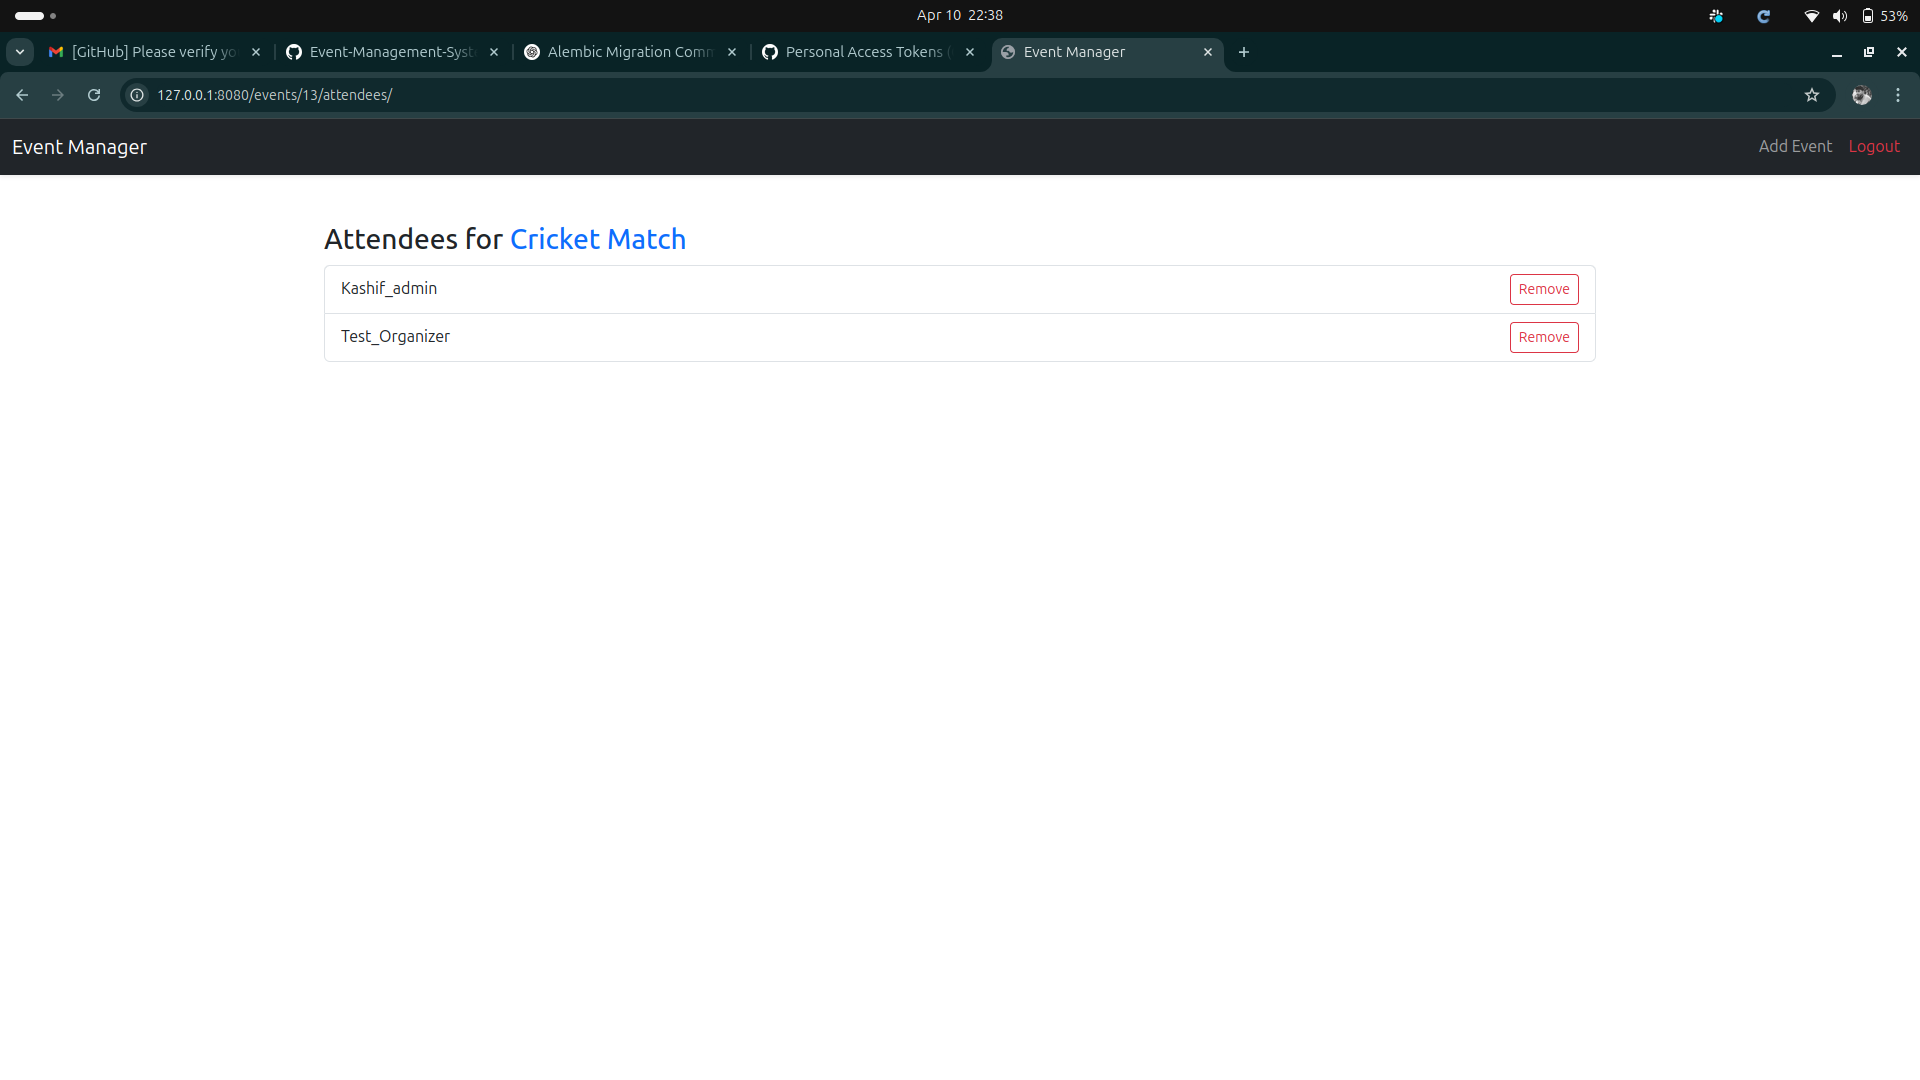 Apr 10 22:38
53%
[GitHub] Please verify yo
Event-Management-Syst
Alembic Migration Comm
Personal Access Tokens (
Event Manager
127.0.0.1:8080/events/13/attendees/
Event Manager
Add Event
Logout
Attendees for Cricket Match
Kashif_admin
Remove
Test_Organizer
Remove